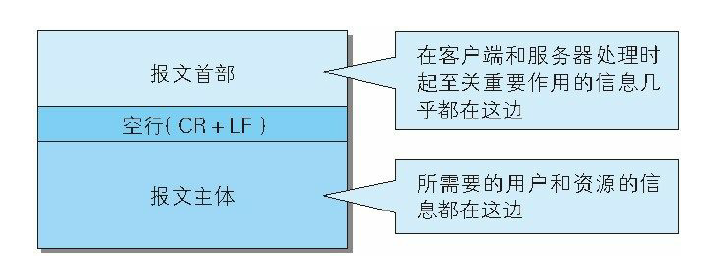 报文首部
在客户端和服务器处理时
起至关重要作用的信息几
乎都在这边
空行( CR + LF )
报文主体
所需要的用户和资源的信
息都在这边